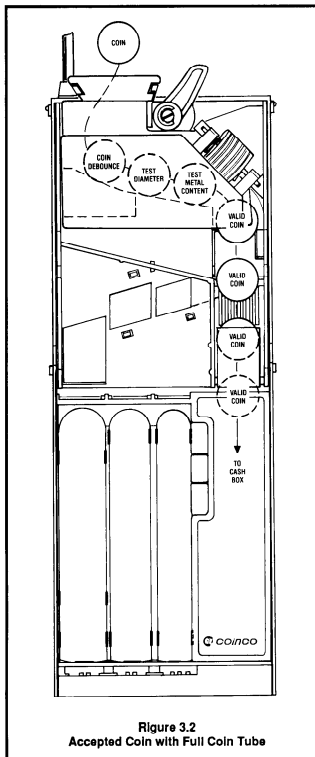 COIN
COIN
DEBOUNCE
TEST
DIAMETER
TEST
METAL
CONTENT
VALID
COIN
VALID
COIN
VALID
COIN
VALID
COIN
TO
CASH
BOX
coinco
Rigure 3.2
Accepted Coin with Full Coin Tube